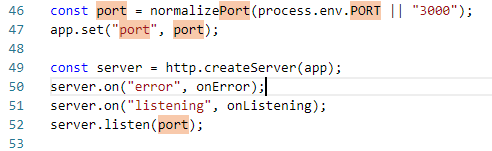 46 const port = normalizePort(process.env.PORT || "3000");
47 app.set("port", port);
48
49 const server = http.createServer(app);
50 server.on("error", onError);
51 server.on("listening", onListening);
52 server.listen(port);
53